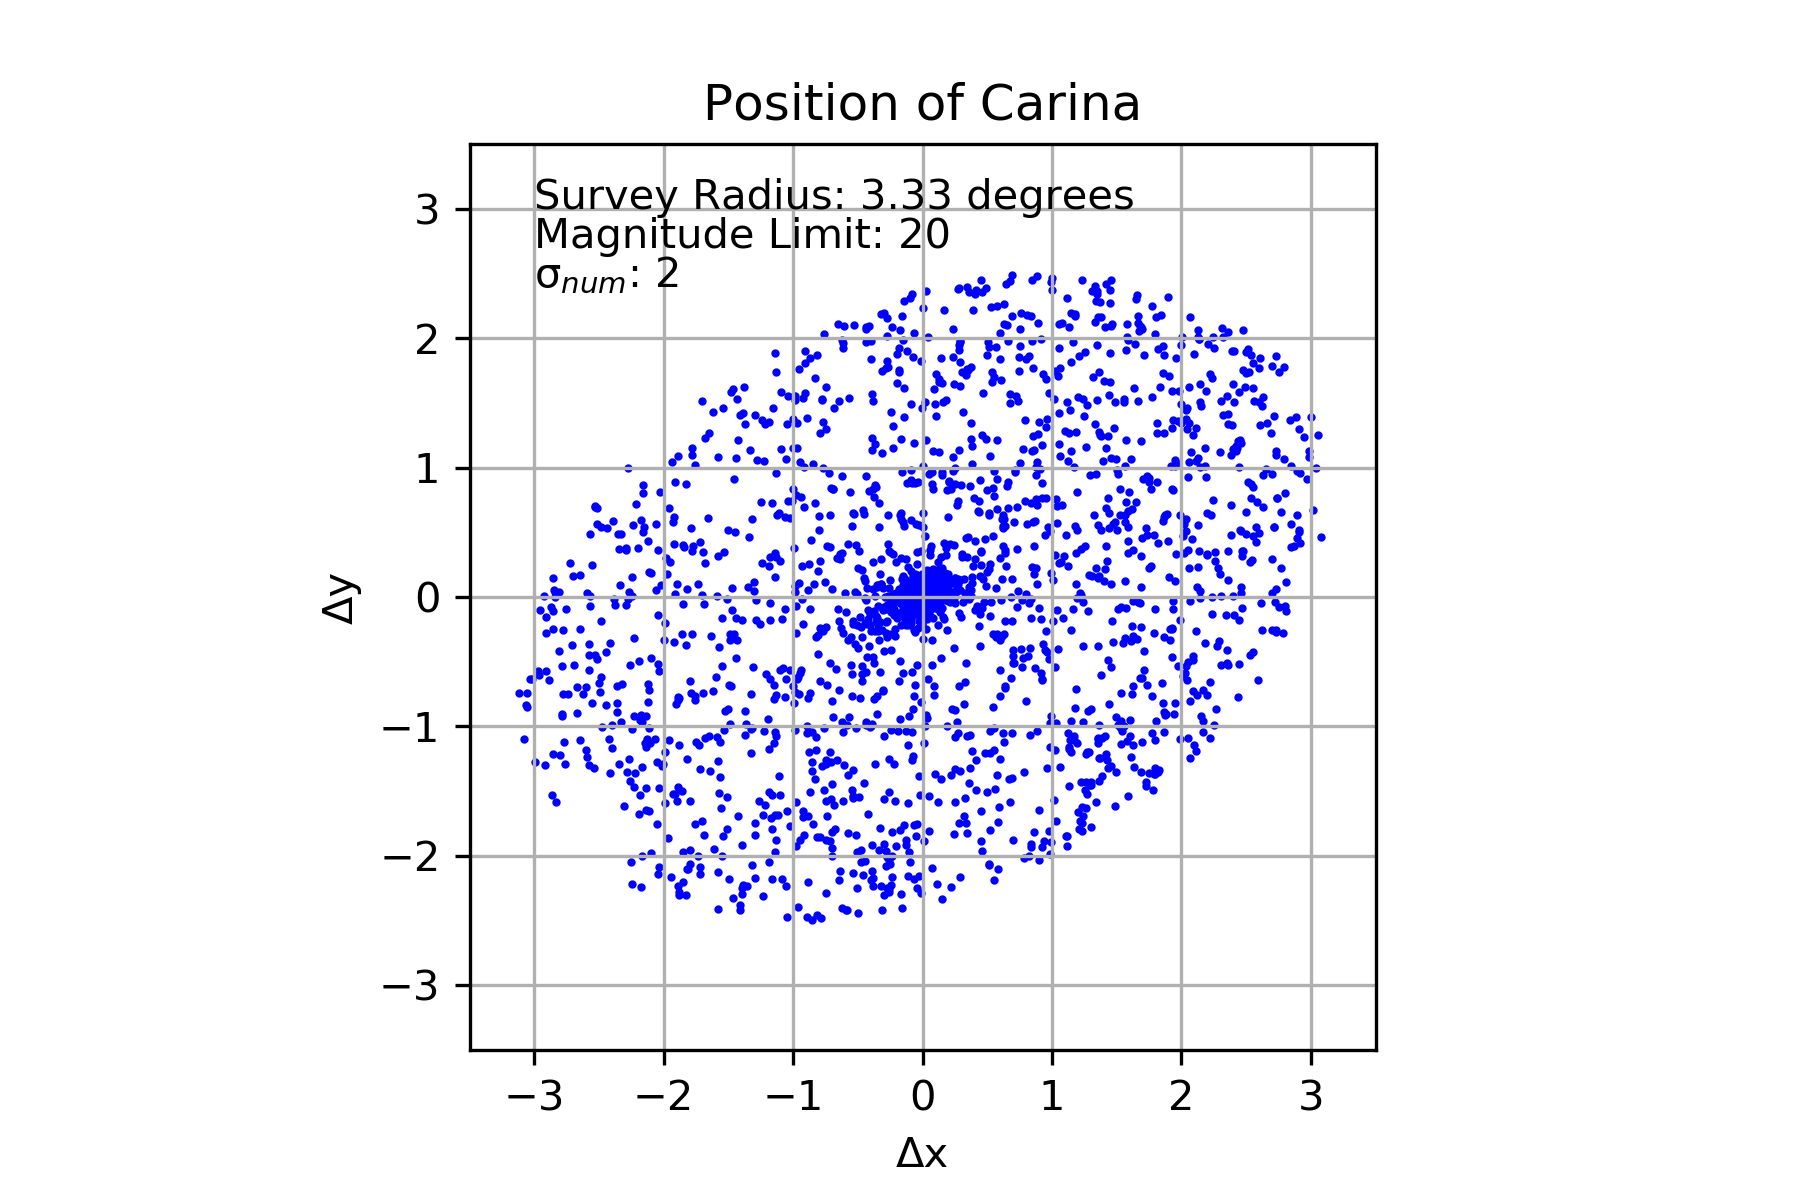 Position of Carina
Survey Radius: 3.33 degrees
Magnitude Limit: 20
σnum: 2
3
2
1
0
−1
−2
−3
Δy
−3 −2 −1 0 1 2 3
Δx